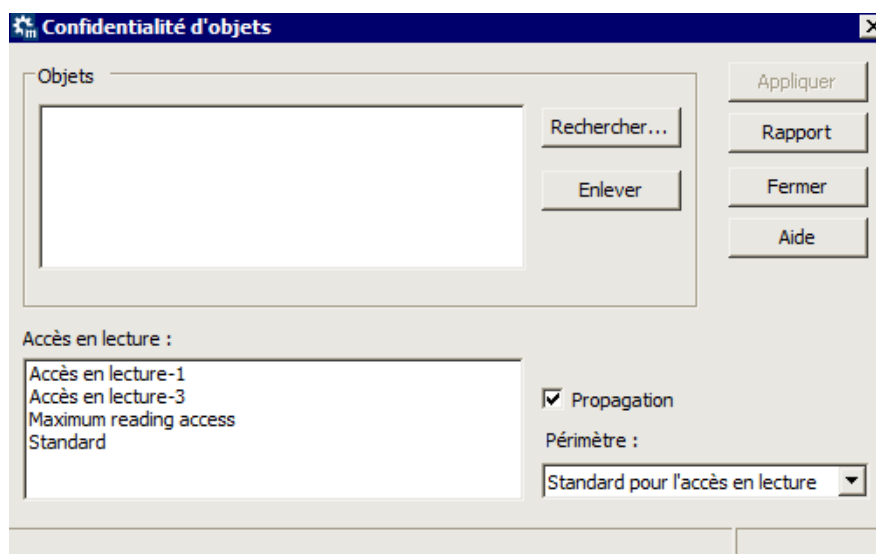 Confidentialité d'objets
Objets
Appliquer
Rechercher...
Rapport
Enlever
Fermer
Aide
Accès en lecture :
Accès en lecture-1
Accès en lecture-3
Maximum reading access
Standard
Propagation
Périmètre :
Standard pour l'accès en lecture